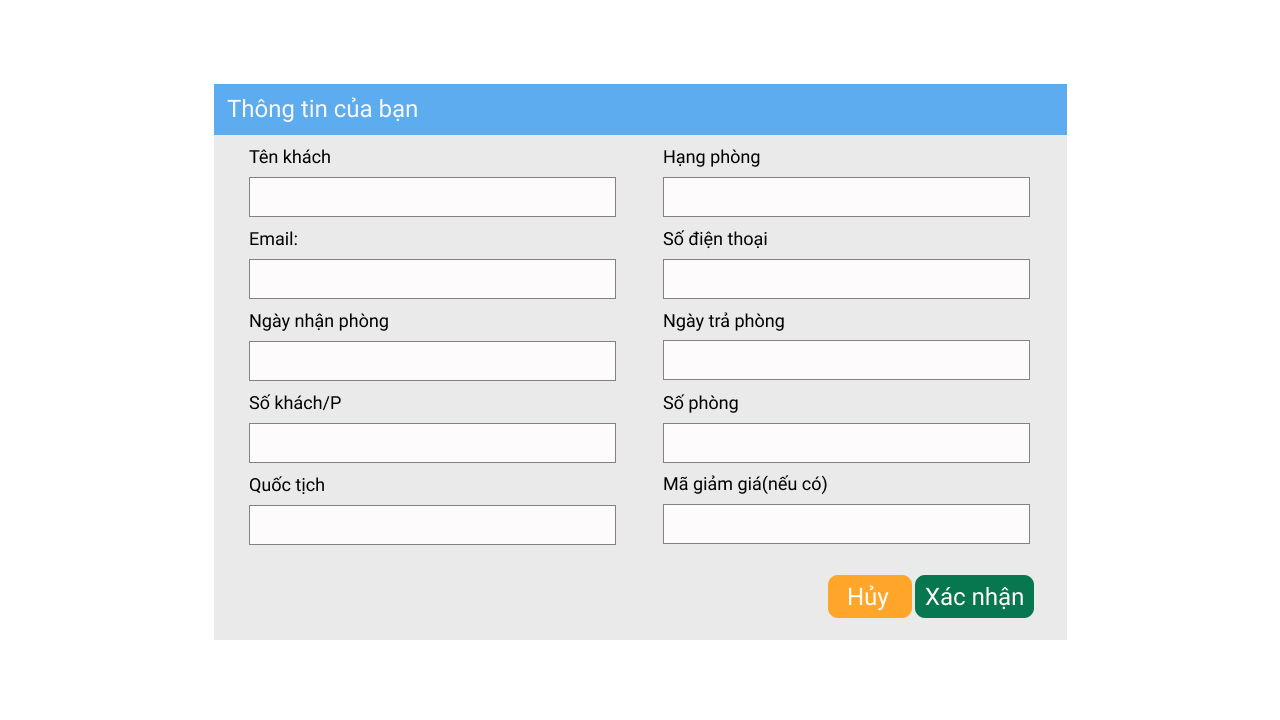 Thông tin của bạn
Tên khách
Hạng phòng
Email:
Số điện thoại
Ngày nhận phòng
Ngày trả phòng
Số khách/P
Số phòng
Quốc tịch
Mã giảm giá(nếu có)
Hủy
Xác nhận